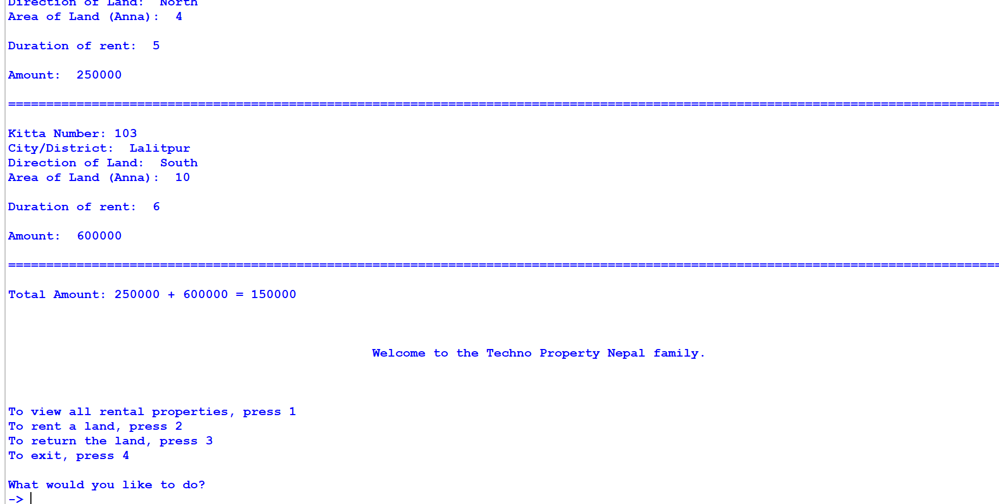 Direction of Land:  North
Area of Land (Anna):  4
Duration of rent:  5
Amount:  250000
===================================================================================================================================
Kitta Number: 103
City/District:  Lalitpur
Direction of Land:  South
Area of Land (Anna):  10
Duration of rent:  6
Amount:  600000
===================================================================================================================================
Total Amount: 250000 + 600000 = 150000
Welcome to the Techno Property Nepal family.
To view all rental properties, press 1
To rent a land, press 2
To return the land, press 3
To exit, press 4
What would you like to do?
->